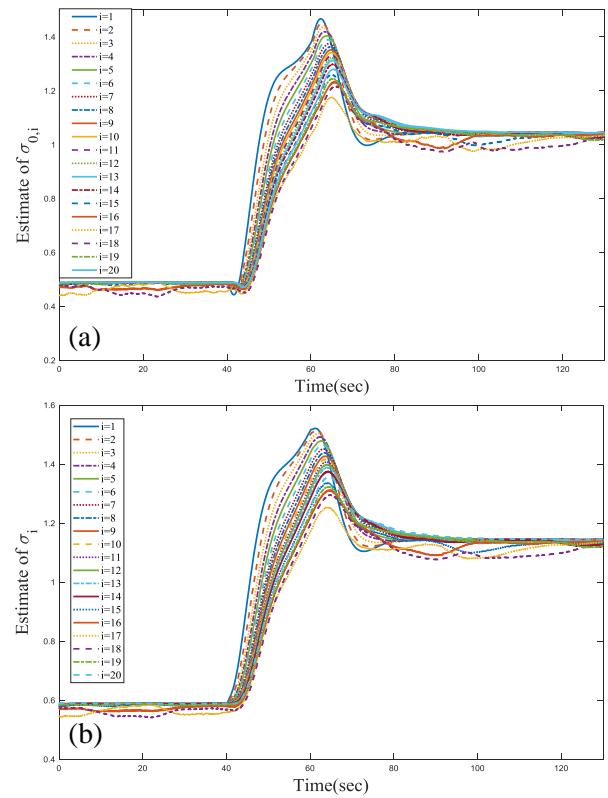 Estimate of σ0,i
1.4
1.2
1
0.8
0.6
0.4
0.2
i=1
i=2
i=3
i=4
i=5
i=6
i=7
i=8
i=9
i=10
i=11
i=12
i=13
i=14
i=15
i=16
i=17
i=18
i=19
i=20
(a)
0 20 40 60 80 100 120
Time(sec)
Estimate of σi
1.6
1.4
1.2
1
0.8
0.6
0.4
i=1
i=2
i=3
i=4
i=5
i=6
i=7
i=8
i=9
i=10
i=11
i=12
i=13
i=14
i=15
i=16
i=17
i=18
i=19
i=20
(b)
0 20 40 60 80 100 120
Time(sec)